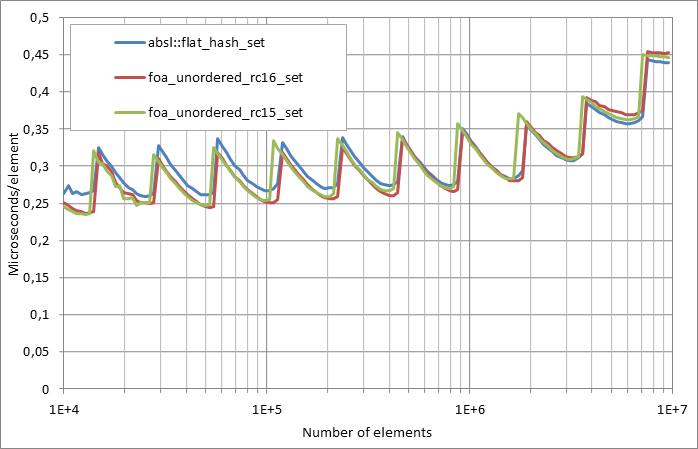 0,5
0,45
0,4
0,35
0,3
0,25
0,2
0,15
0,1
0,05
0
Microseconds/element
absl::flat_hash_set
foa_unordered_rc16_set
foa_unordered_rc15_set
1E+4
1E+5
1E+6
1E+7
Number of elements